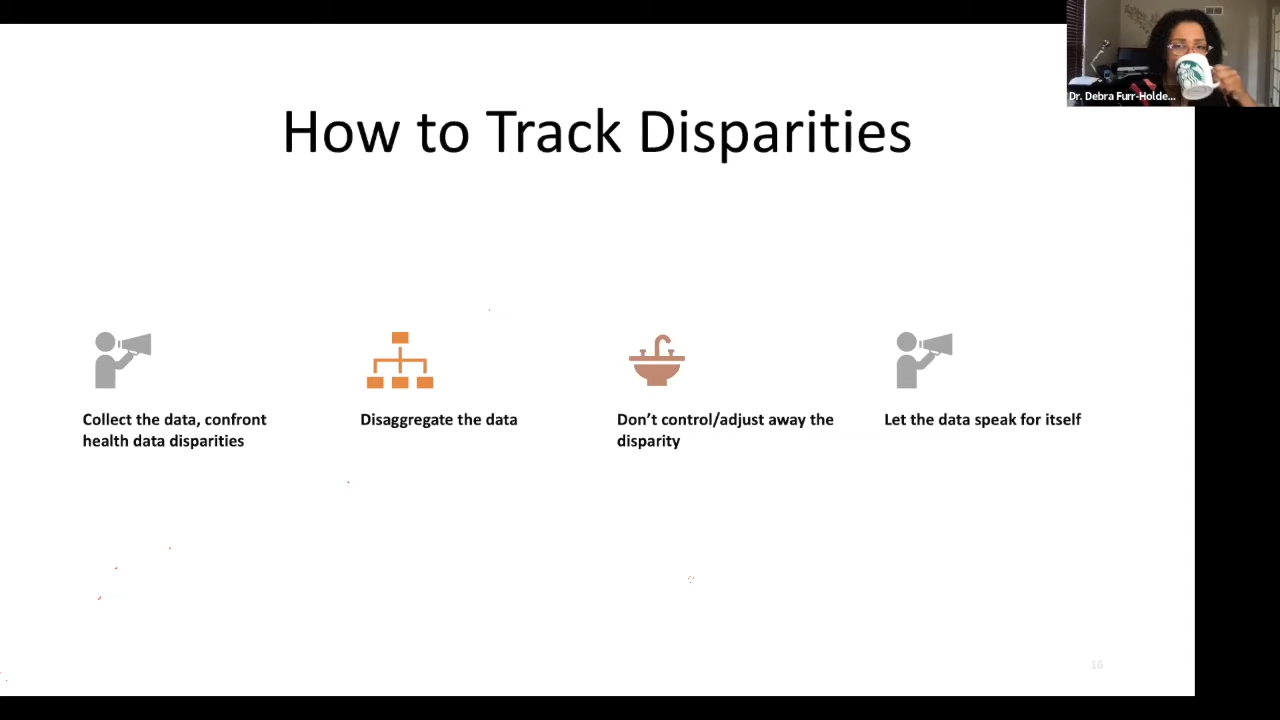 Dr. Debra Furr-Holde...
How to Track Disparities
Collect the data, confront
health data disparities
Disaggregate the data
Don't control/adjust away the
disparity
Let the data speak for itself
16